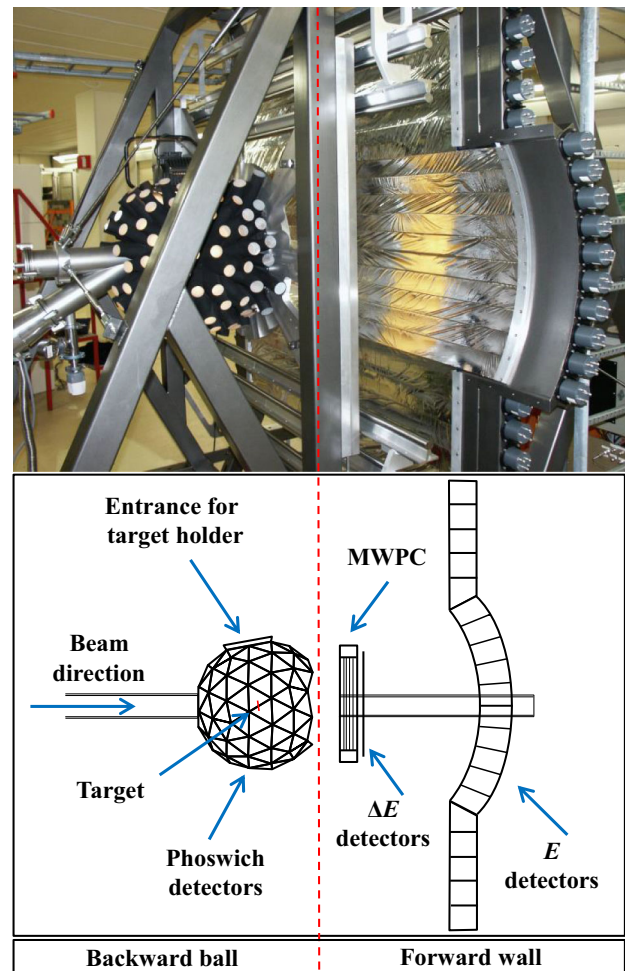 Entrance for
target holder
MWPC
Beam
direction
Target
Phoswich
detectors
ΔE
detectors
E
detectors
Backward ball
Forward wall